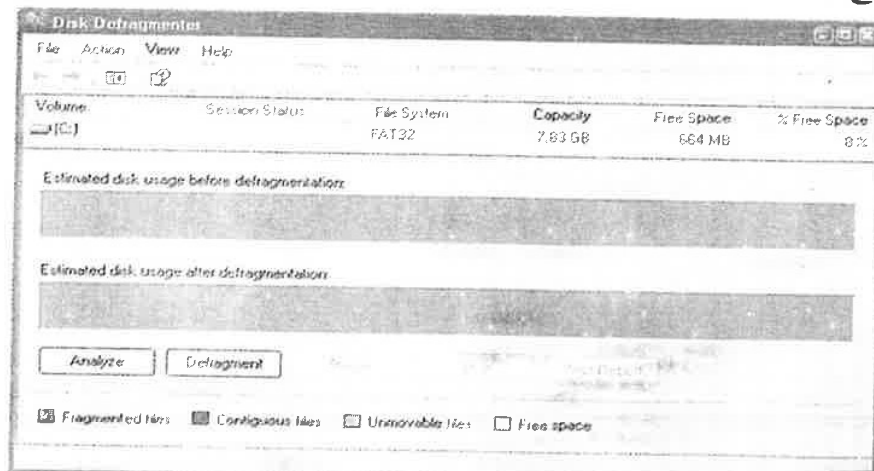 Disk Defragmenter
File Action View Help
Volume Session Status File System Capacity Free Space % Free Space
(C:) FAT32 7.83 GB 664 MB 8 %
Estimated disk usage before defragmentation:
Estimated disk usage after defragmentation:
Analyze Defragment
Fragmented files Contiguous files Unmovable files Free space